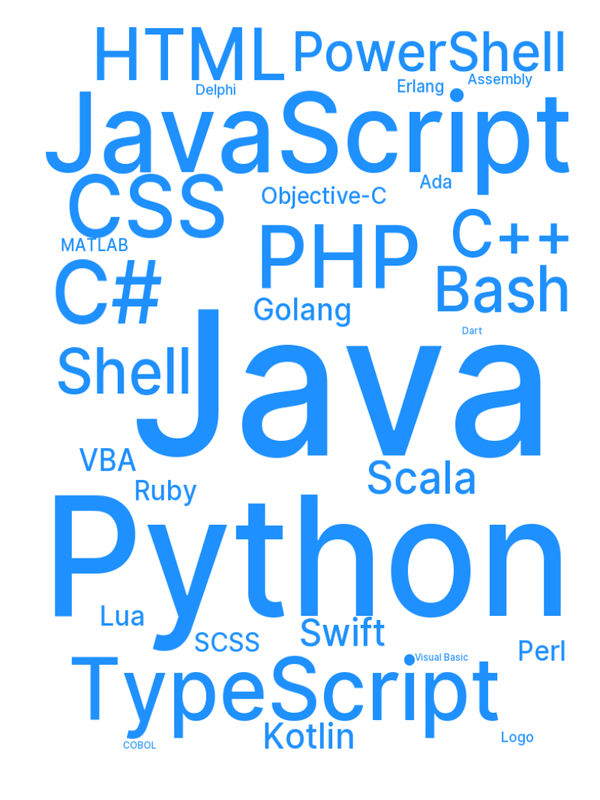 HTML
PowerShell
Delphi
Erlang
Assembly
JavaScript
Ada
CSS
Objective-C
C++
MATLAB
PHP
C#
Bash
Golang
Dart
Java
Shell
VBA
Scala
Ruby
Python
Lua
Swift
SCSS
Perl
Visual Basic
TypeScript
Kotlin
Logo
COBOL